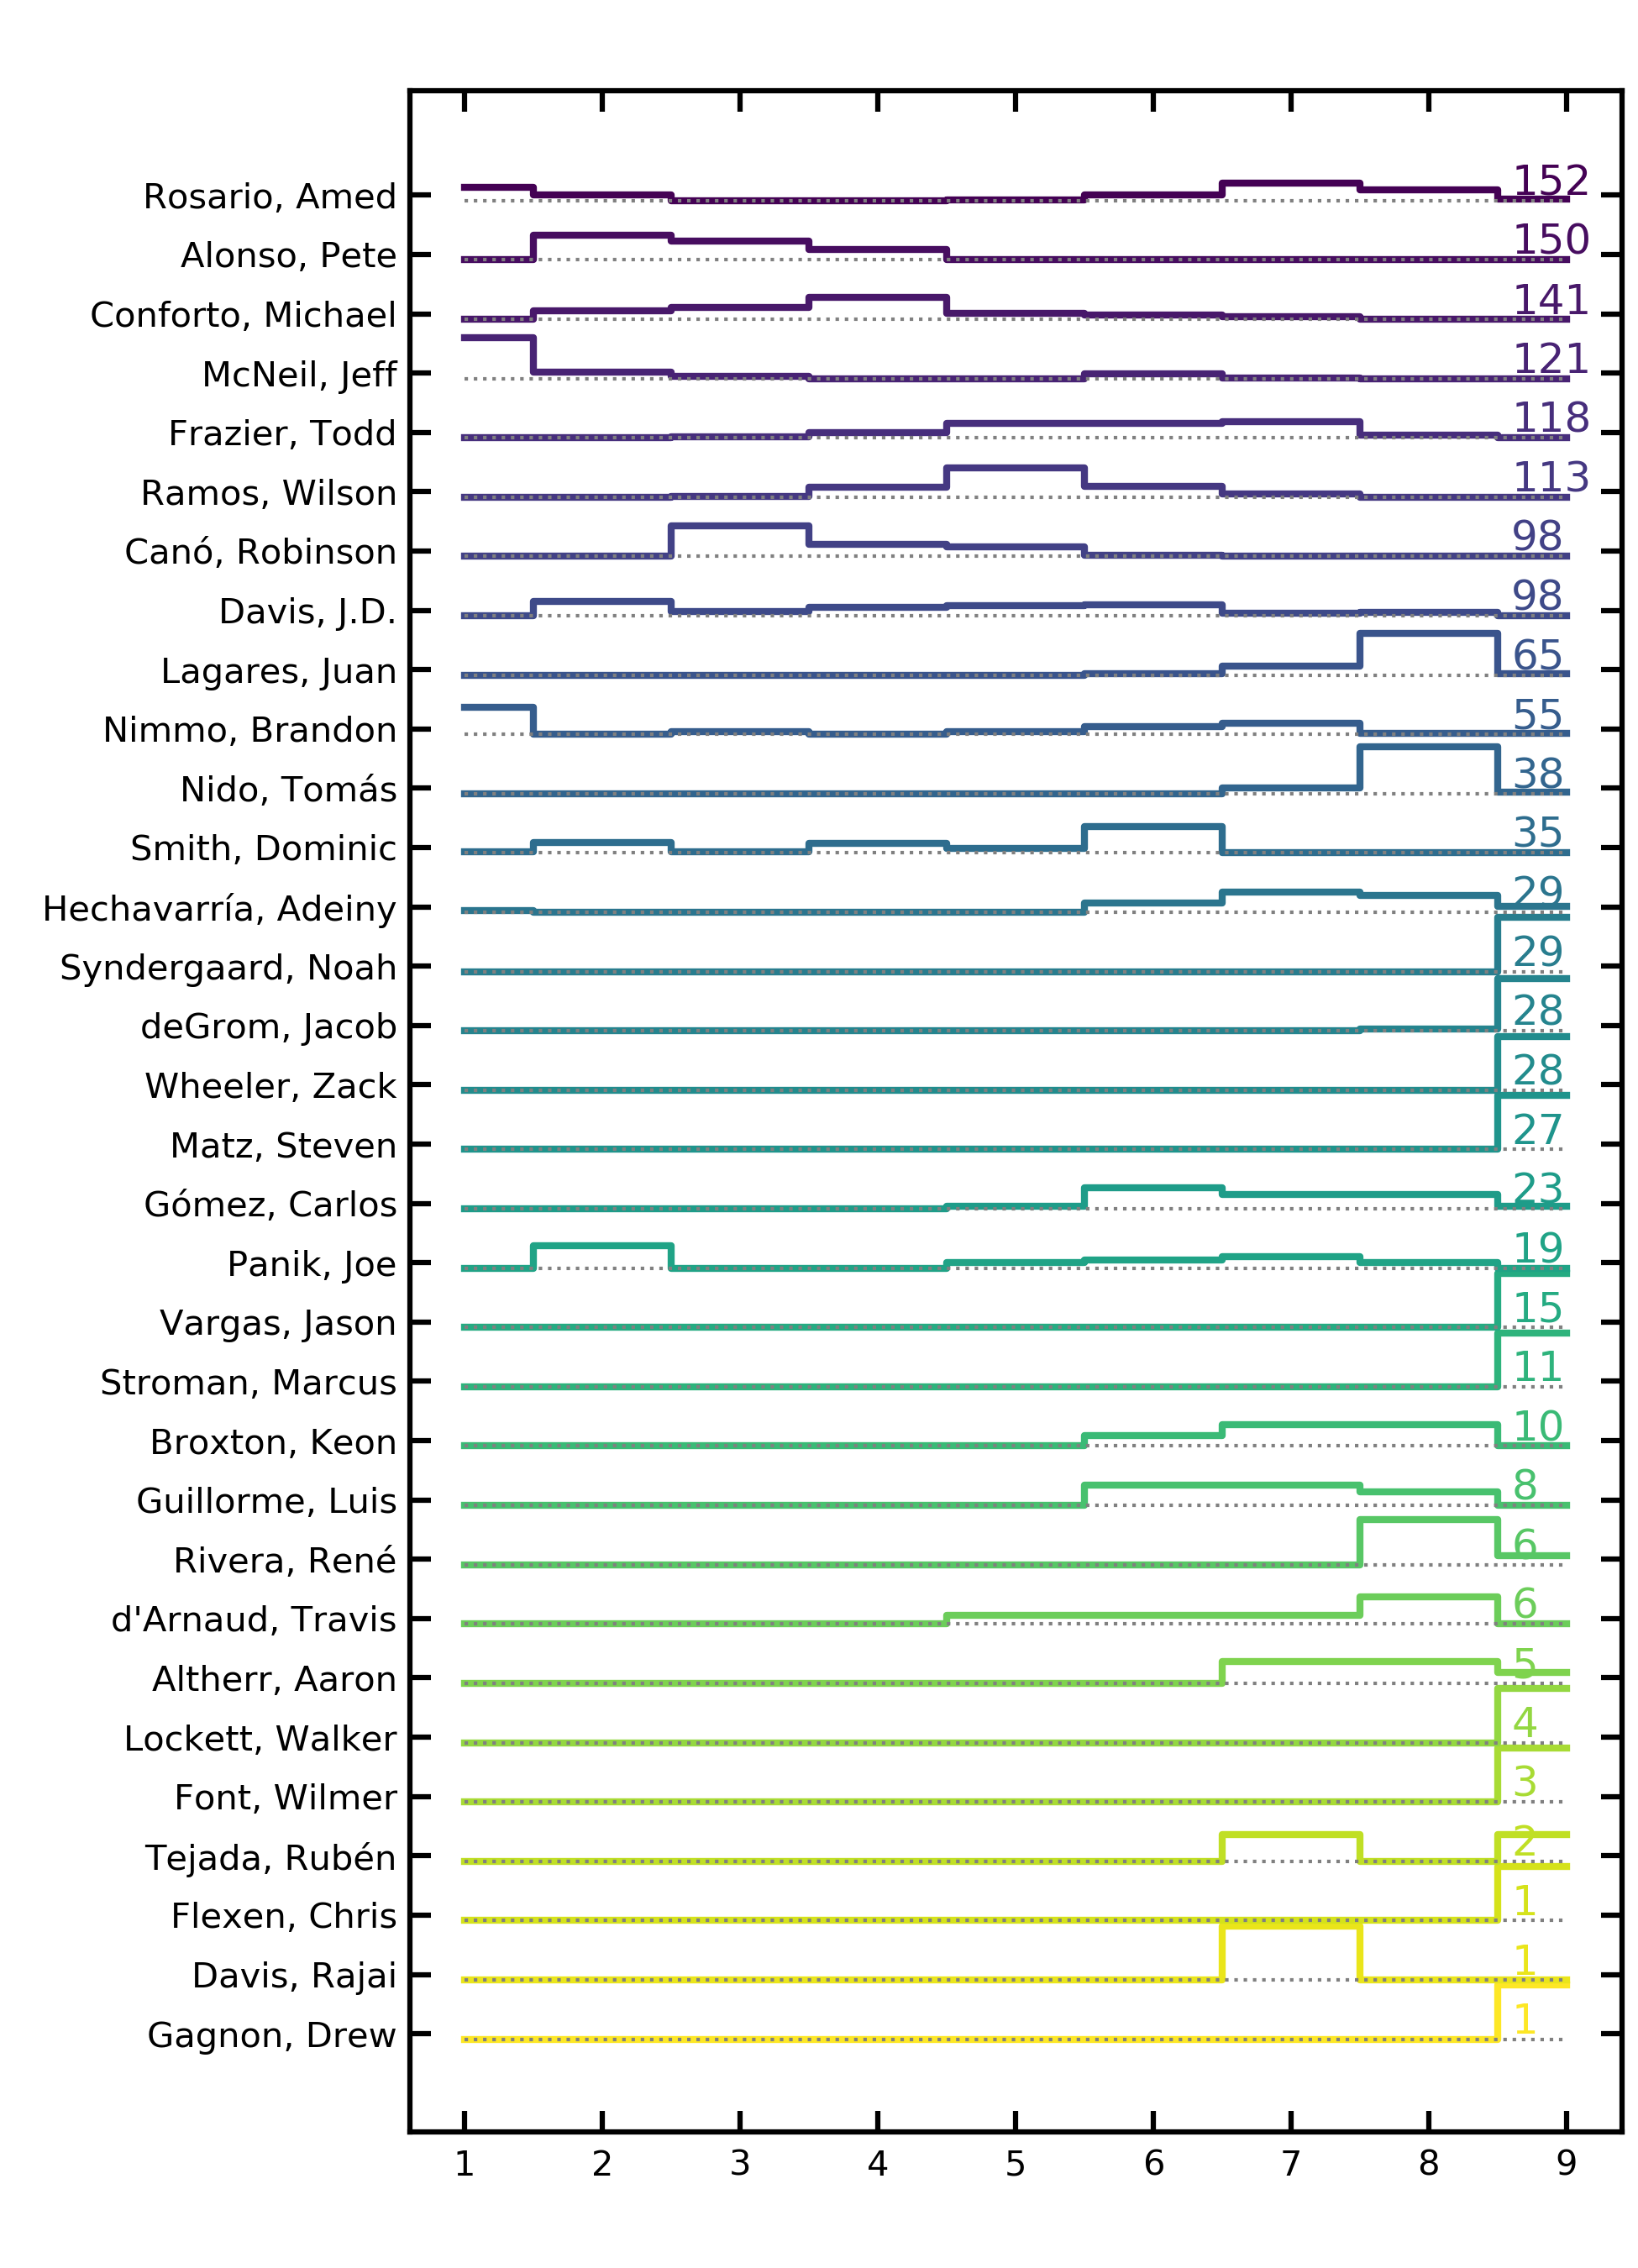 Rosario, Amed 152
Alonso, Pete 150
Conforto, Michael 141
McNeil, Jeff 121
Frazier, Todd 118
Ramos, Wilson 113
Canó, Robinson 98
Davis, J.D. 98
Lagares, Juan 65
Nimmo, Brandon 55
Nido, Tomás 38
Smith, Dominic 35
Hechavarría, Adeiny 29
Syndergaard, Noah 29
deGrom, Jacob 28
Wheeler, Zack 28
Matz, Steven 27
Gómez, Carlos 23
Panik, Joe 19
Vargas, Jason 15
Stroman, Marcus 11
Broxton, Keon 10
Guillorme, Luis 8
Rivera, René 6
d'Arnaud, Travis 6
Altherr, Aaron 5
Lockett, Walker 4
Font, Wilmer 3
Tejada, Rubén 2
Flexen, Chris 1
Davis, Rajai 1
Gagnon, Drew 1
1 2 3 4 5 6 7 8 9